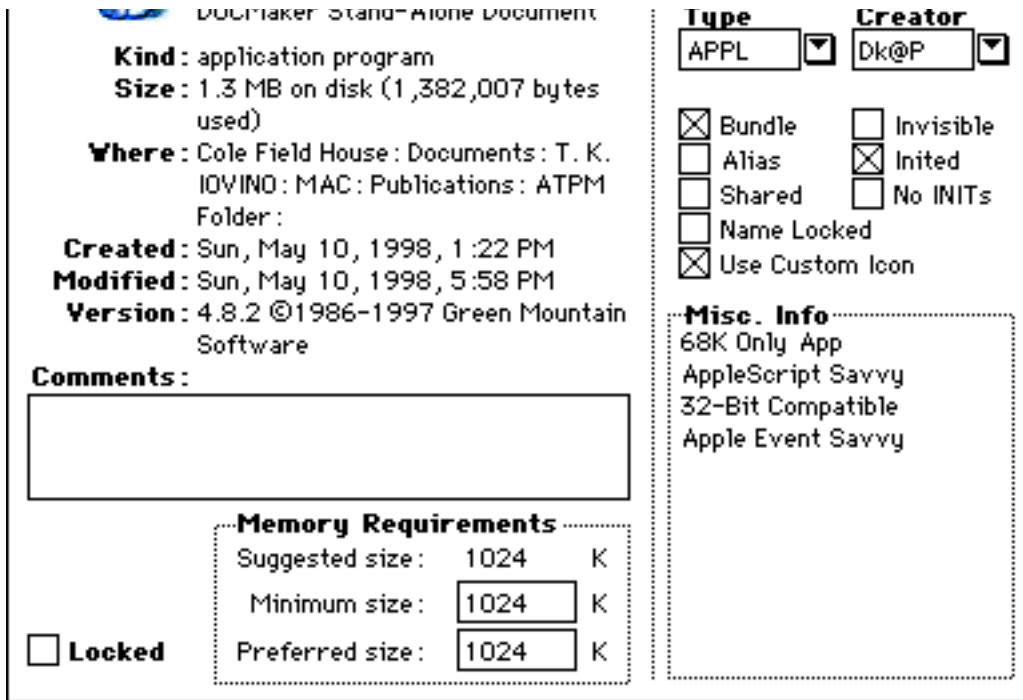 DOCMaker Stand-Alone Document
Kind: application program
Size: 1.3 MB on disk (1,382,007 bytes
used)
Where: Cole Field House: Documents: T. K.
IOVINO: MAC: Publications: ATPM
Folder:
Created: Sun, May 10, 1998, 1:22 PM
Modified: Sun, May 10, 1998, 5:58 PM
Version: 4.8.2 ©1986-1997 Green Mountain
Software
Comments:
Memory Requirements
Suggested size: 1024 K
Minimum size: 1024 K
Locked
Preferred size: 1024 K
Type Creator
APPL Dk@P
Bundle Invisible
Alias Inited
Shared No INITs
Name Locked
Use Custom Icon
Misc. Info
68K Only App
AppleScript Savvy
32-Bit Compatible
Apple Event Savvy